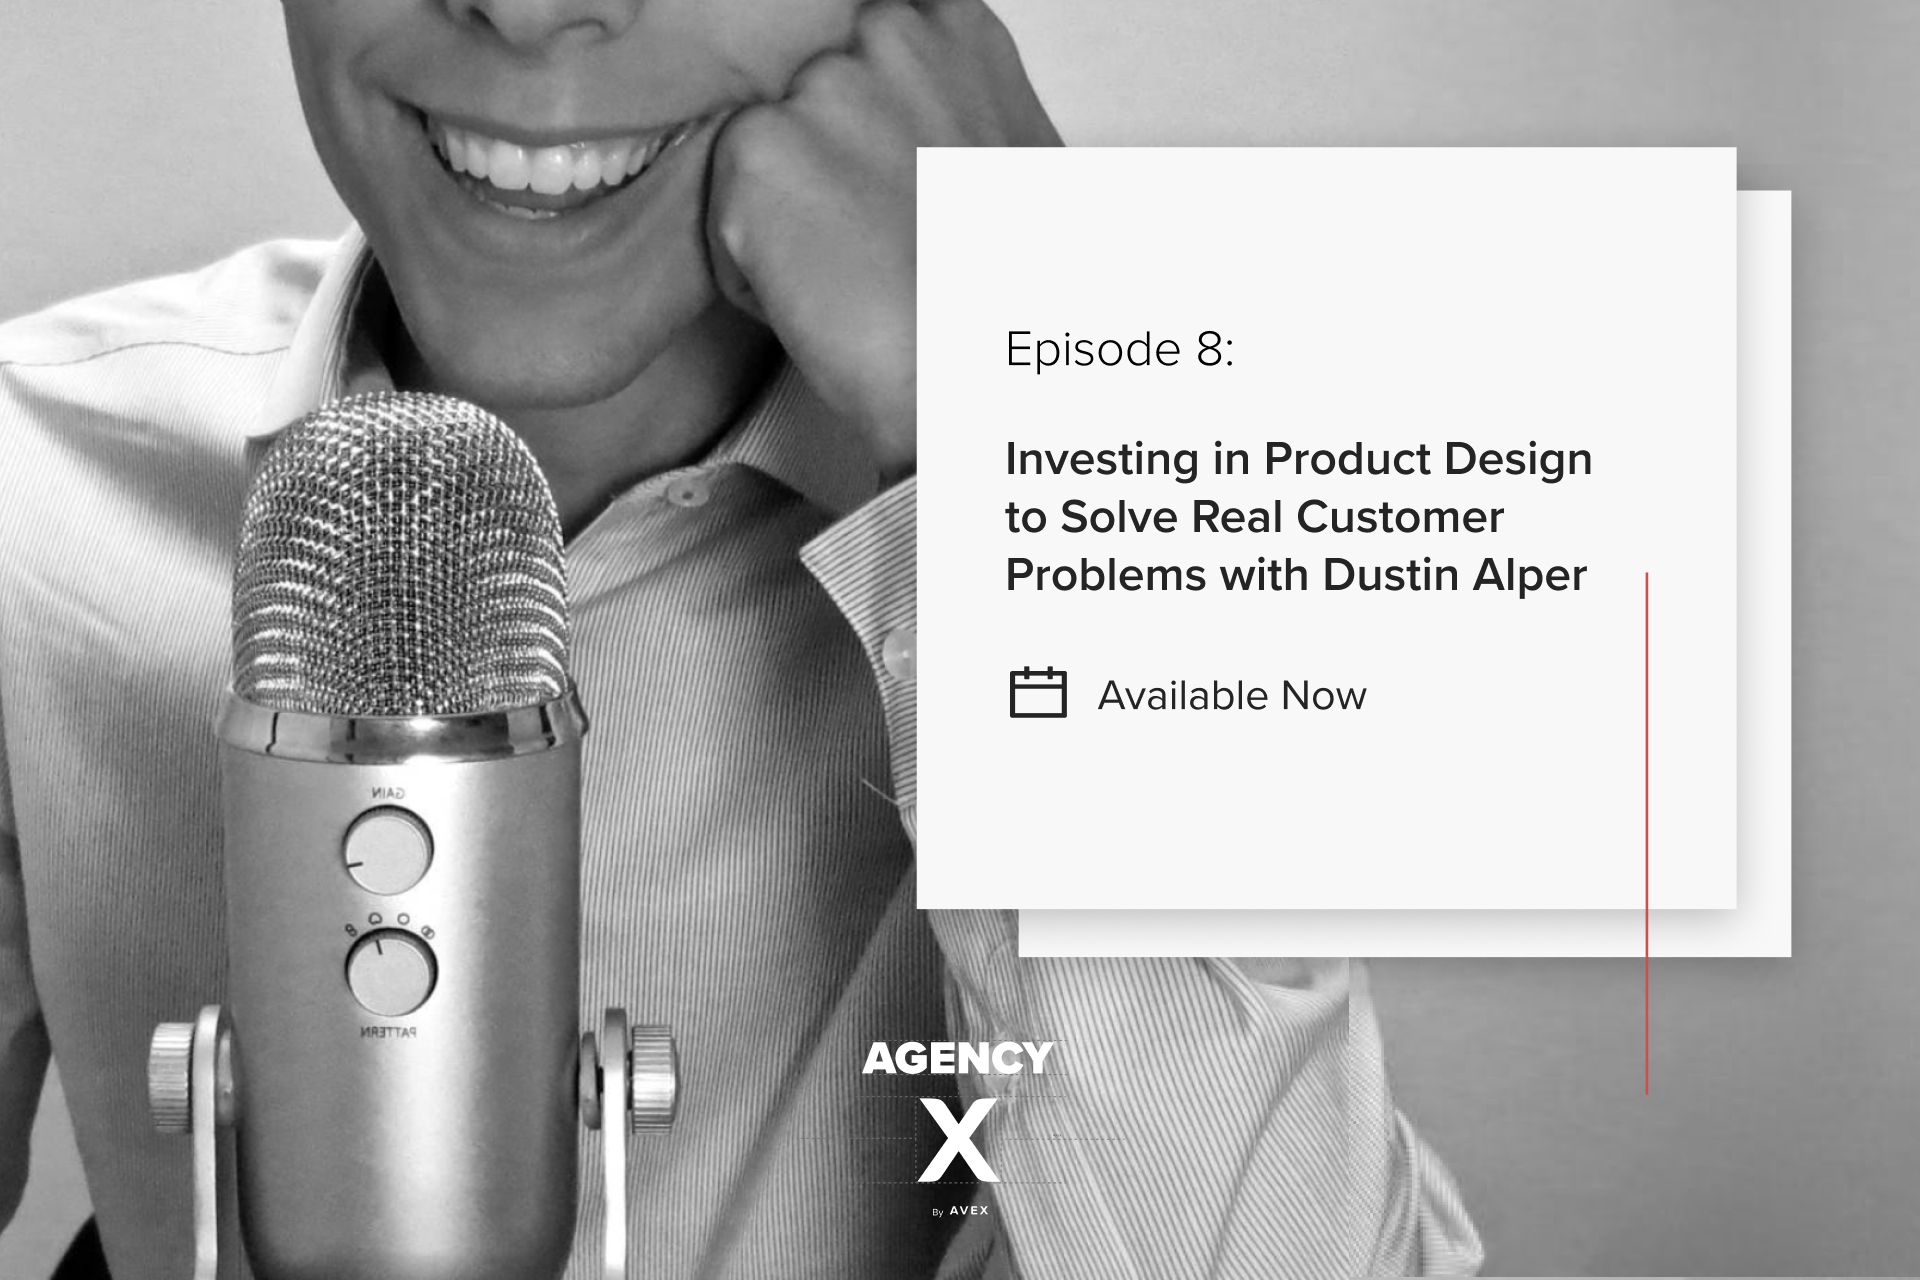 Episode 8:
Investing in Product Design
to Solve Real Customer
Problems with Dustin Alper
Available Now
GAIN
PATTERN
AGENCY
X
By AVEX